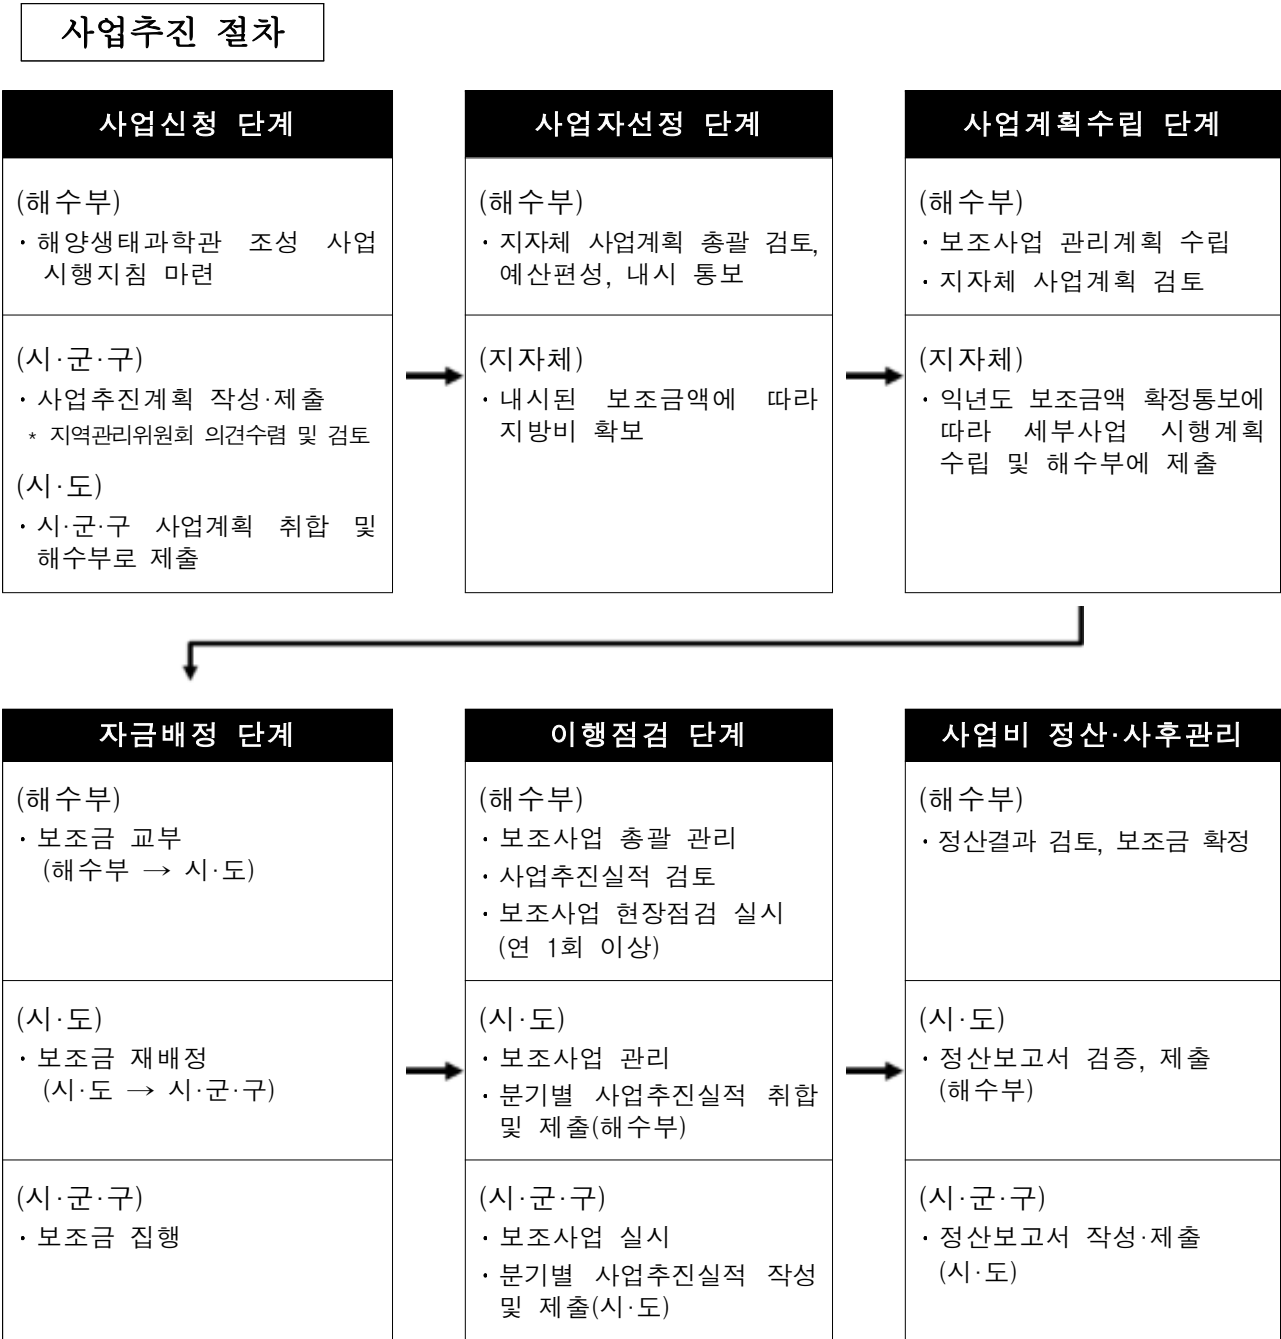 사업추진 절차
사업신청 단계
(해수부)
· 해양생태과학관 조성 사업
시행지침 마련
(시·군·구)
· 사업추진계획 작성·제출
* 지역관리위원회 의견수렴 및 검토
(시·도)
· 시·군·구 사업계획 취합 및
해수부로 제출
사업자선정 단계
(해수부)
· 지자체 사업계획 총괄 검토,
예산편성, 내시 통보
(지자체)
· 내시된 보조금액에 따라
지방비 확보
사업계획수립 단계
(해수부)
· 보조사업 관리계획 수립
· 지자체 사업계획 검토
(지자체)
· 익년도 보조금액 확정통보에
따라 세부사업 시행계획
수립 및 해수부에 제출
자금배정 단계
(해수부)
· 보조금 교부
(해수부 → 시·도)
(시·도)
· 보조금 재배정
(시·도 → 시·군·구)
(시·군·구)
· 보조금 집행
이행점검 단계
(해수부)
· 보조사업 총괄 관리
· 사업추진실적 검토
· 보조사업 현장점검 실시
(연 1회 이상)
(시·도)
· 보조사업 관리
· 분기별 사업추진실적 취합
및 제출(해수부)
(시·군·구)
· 보조사업 실시
· 분기별 사업추진실적 작성
및 제출(시·도)
사업비 정산·사후관리
(해수부)
· 정산결과 검토, 보조금 확정
(시·도)
· 정산보고서 검증, 제출
(해수부)
(시·군·구)
· 정산보고서 작성·제출
(시·도)